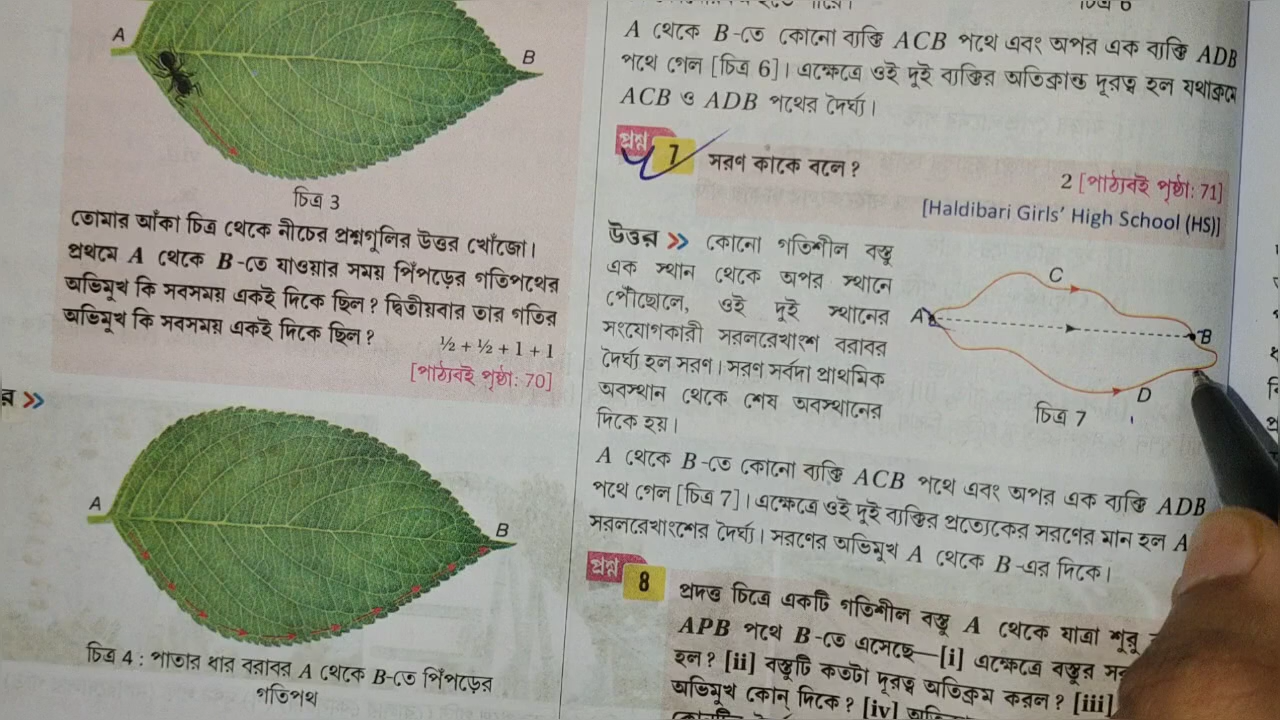 A
B
চিত্র 3
তোমার আঁকা চিত্র থেকে নীচের প্রশ্নগুলির উত্তর খোঁজো।
প্রথমে A থেকে B-তে যাওয়ার সময় পিঁপড়ের গতিপথের
অভিমুখ কি সবসময় একই দিকে ছিল? দ্বিতীয়বার তার গতির
অভিমুখ কি সবসময় একই দিকে ছিল?
½ + ½ + 1 + 1
[পাঠ্যবই পৃষ্ঠা: 70]
র »
A
B
চিত্র 4 : পাতার ধার বরাবর A থেকে B-তে পিঁপড়ের
গতিপথ
A থেকে B-তে কোনো ব্যক্তি ACB পথে এবং অপর এক ব্যক্তি ADB
পথে গেল [চিত্র 6]। এক্ষেত্রে ওই দুই ব্যক্তির অতিক্রান্ত দূরত্ব হল যথাক্রমে
ACB ও ADB পথের দৈর্ঘ্য।
প্রশ্ন 7 সরণ কাকে বলে?
2 [পাঠ্যবই পৃষ্ঠা: 71]
[Haldibari Girls' High School (HS)]
উত্তর » কোনো গতিশীল বস্তু
এক স্থান থেকে অপর স্থানে
পৌঁছোলে, ওই দুই স্থানের
সংযোগকারী সরলরেখাংশ বরাবর
দৈর্ঘ্য হল সরণ। সরণ সর্বদা প্রাথমিক
অবস্থান থেকে শেষ অবস্থানের
দিকে হয়।
C
A
B
D
চিত্র 7
A থেকে B-তে কোনো ব্যক্তি ACB পথে এবং অপর এক ব্যক্তি ADB
পথে গেল [চিত্র 7]। এক্ষেত্রে ওই দুই ব্যক্তির প্রত্যেকের সরণের মান হল A
সরলরেখাংশের দৈর্ঘ্য। সরণের অভিমুখ A থেকে B-এর দিকে।
প্রশ্ন 8 প্রদত্ত চিত্রে একটি গতিশীল বস্তু A থেকে যাত্রা শুরু
APB পথে B-তে এসেছে—[i] এক্ষেত্রে বস্তুর
হল? [ii] বস্তুটি কতটা দূরত্ব অতিক্রম করল? [iii]
অভিমুখ কোন্ দিকে? [iv]